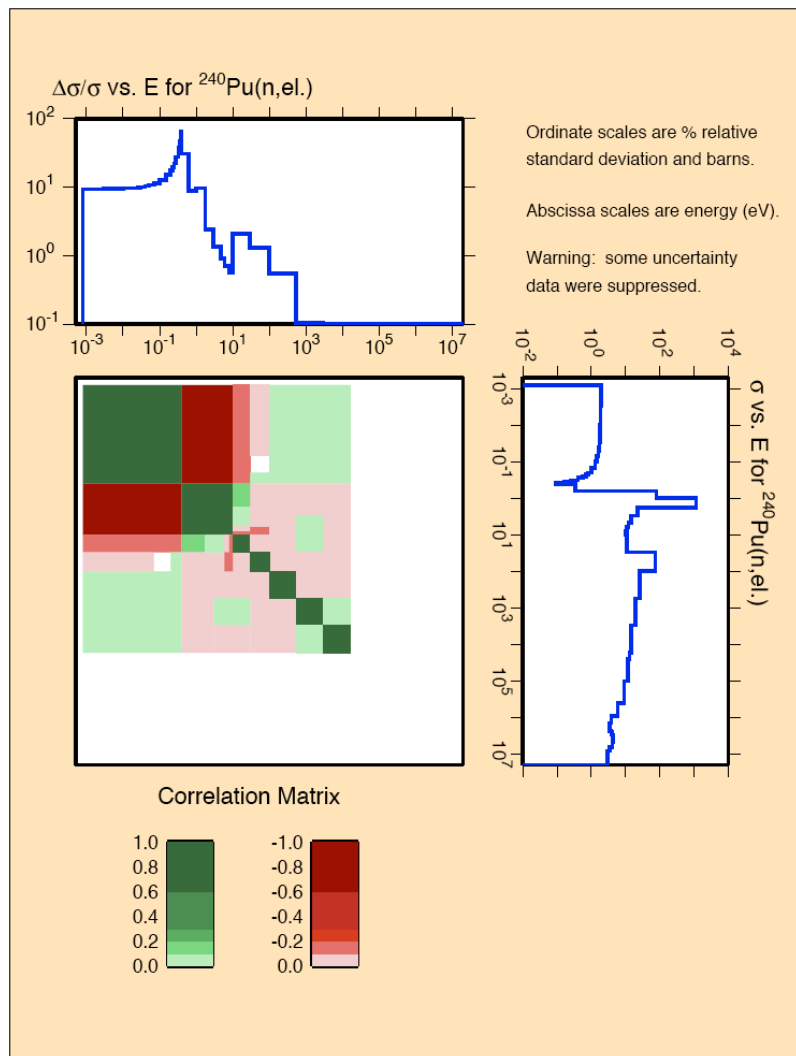 Δσ/σ vs. E for ²⁴⁰Pu(n,el.)
10²
10¹
10⁰
10⁻¹
10⁻³ 10⁻¹ 10¹ 10³ 10⁵ 10⁷
Ordinate scales are % relative
standard deviation and barns.
Abscissa scales are energy (eV).
Warning: some uncertainty
data were suppressed.
10⁻² 10⁰ 10² 10⁴
10⁻³
10⁻¹
10¹
10³
10⁵
10⁷
σ vs. E for ²⁴⁰Pu(n,el.)
Correlation Matrix
1.0 -1.0
0.8 -0.8
0.6 -0.6
0.4 -0.4
0.2 -0.2
0.0 0.0